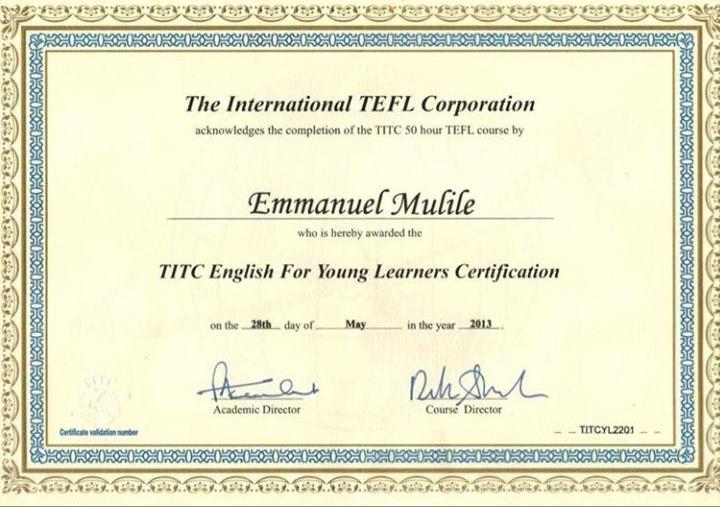 The International TEFL Corporation
acknowledges the completion of the TITC 50 hour TEFL course by
Emmanuel Mulile
who is hereby awarded the
TITC English For Young Learners Certification
on the 28th day of May in the year 2013.
Academic Director
Course Director
Certificate validation number
TITCYL2201